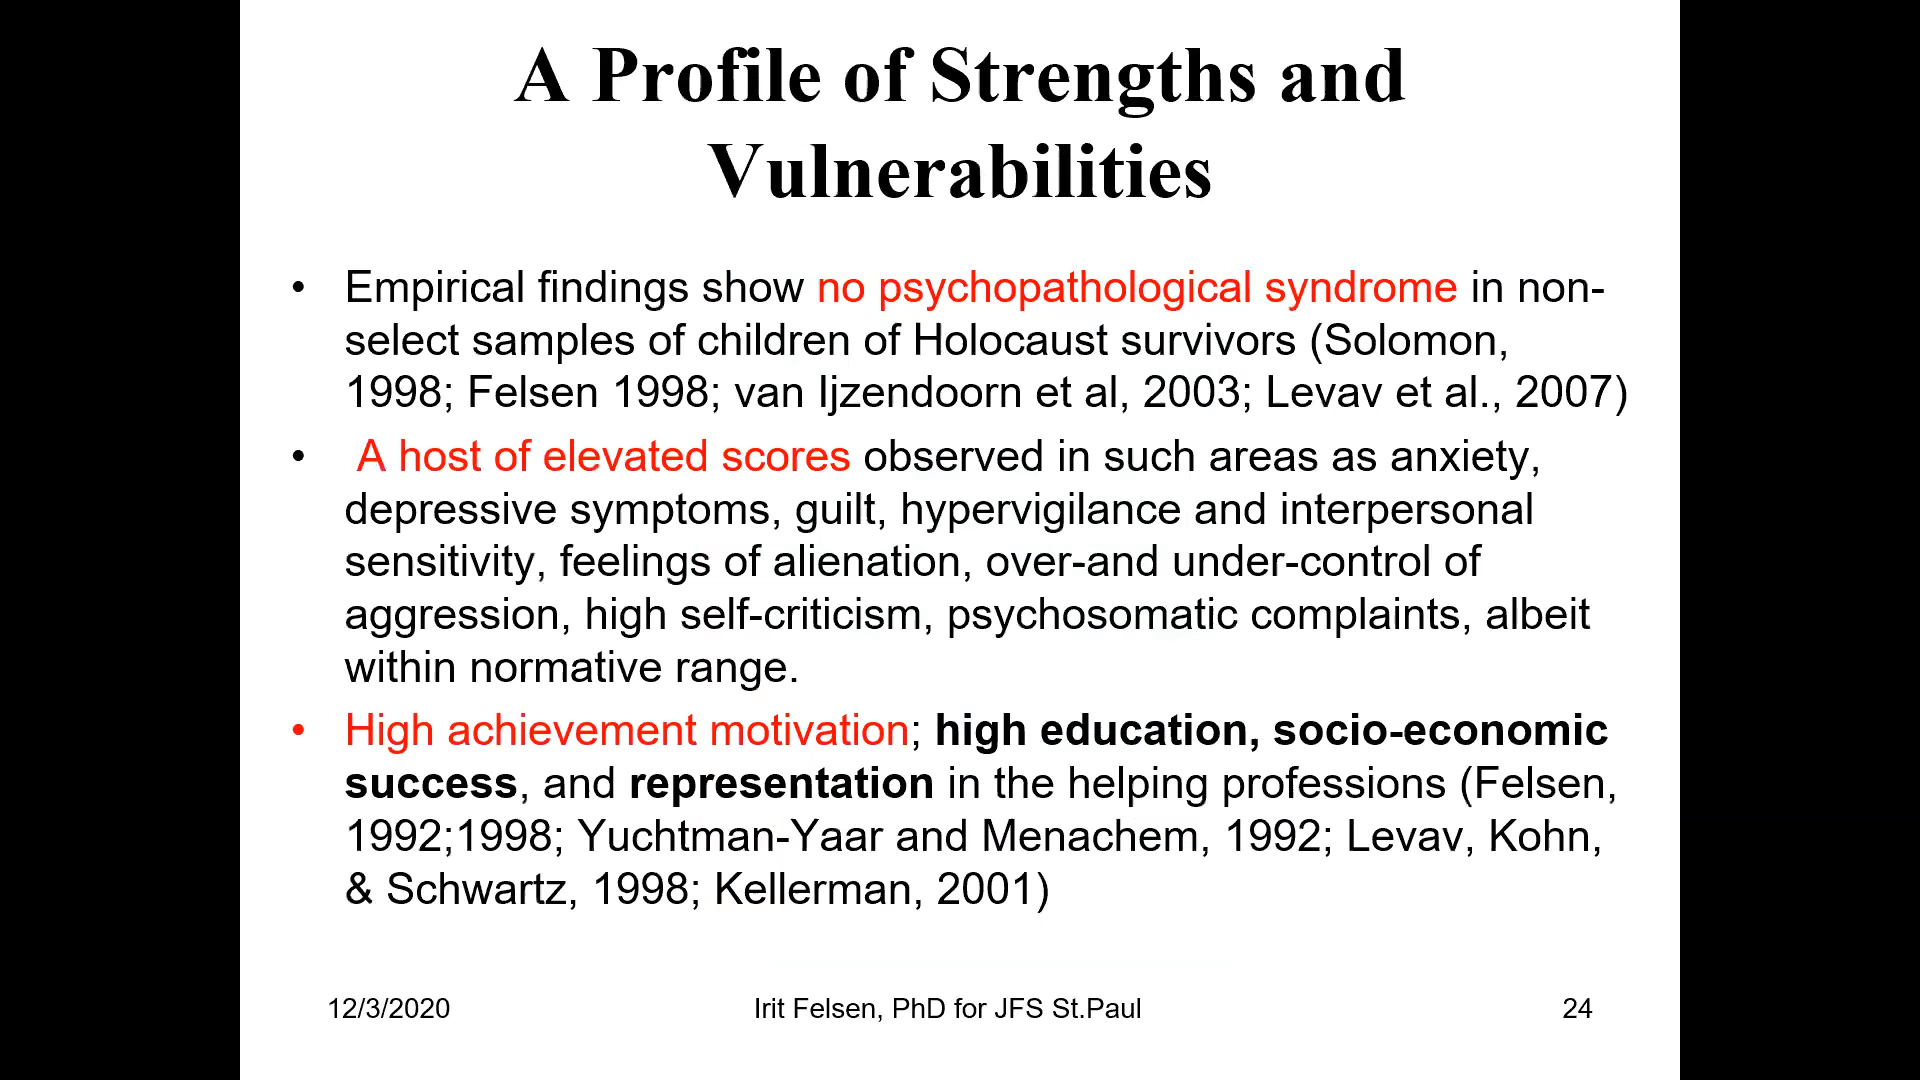 A Profile of Strengths and
Vulnerabilities
• Empirical findings show no psychopathological syndrome in non-
select samples of children of Holocaust survivors (Solomon,
1998; Felsen 1998; van Ijzendoorn et al, 2003; Levav et al., 2007)
• A host of elevated scores observed in such areas as anxiety,
depressive symptoms, guilt, hypervigilance and interpersonal
sensitivity, feelings of alienation, over-and under-control of
aggression, high self-criticism, psychosomatic complaints, albeit
within normative range.
• High achievement motivation; high education, socio-economic
success, and representation in the helping professions (Felsen,
1992;1998; Yuchtman-Yaar and Menachem, 1992; Levav, Kohn,
& Schwartz, 1998; Kellerman, 2001)
12/3/2020 Irit Felsen, PhD for JFS St.Paul 24